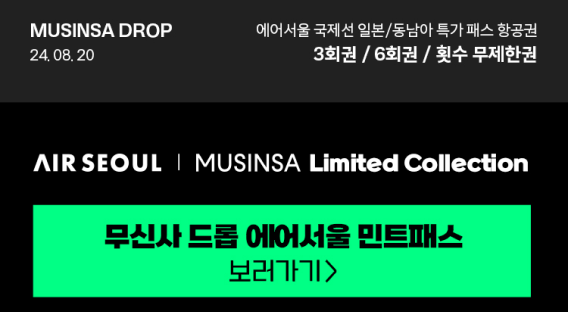 MUSINSA DROP
에어서울 국제선 일본/동남아 특가 패스 항공권
24. 08. 20
3회권 / 6회권 / 횟수 무제한권
AIR SEOUL | MUSINSA Limited Collection
무신사 드롭 에어서울 민트패스
보러가기 >